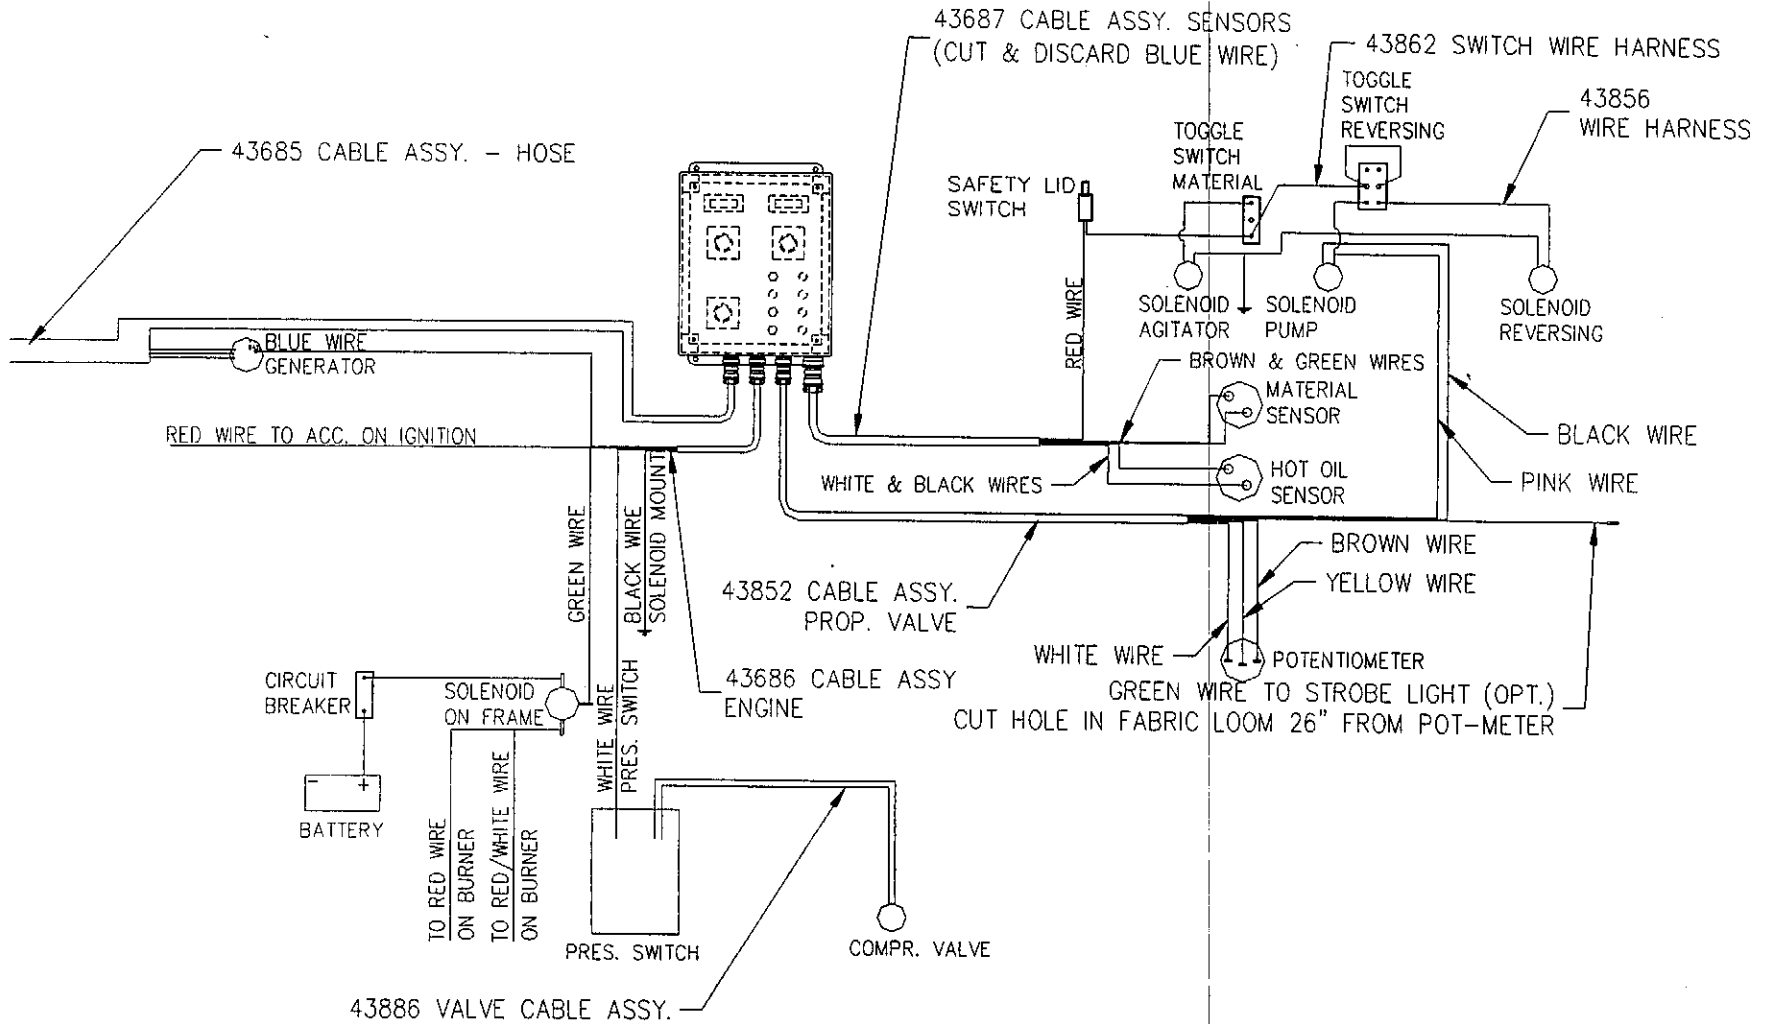 43687 CABLE ASSY. SENSORS
(CUT & DISCARD BLUE WIRE)
43862 SWITCH WIRE HARNESS
TOGGLE
SWITCH
REVERSING
43856
WIRE HARNESS
TOGGLE
SWITCH
MATERIAL
43685 CABLE ASSY. - HOSE
SAFETY LID
SWITCH
RED WIRE
SOLENOID
AGITATOR
SOLENOID
PUMP
SOLENOID
REVERSING
BLUE WIRE
GENERATOR
BROWN & GREEN WIRES
MATERIAL
SENSOR
RED WIRE TO ACC. ON IGNITION
BLACK WIRE
WHITE & BLACK WIRES
HOT OIL
SENSOR
PINK WIRE
GREEN WIRE
BLACK WIRE
SOLENOID MOUNT
BROWN WIRE
YELLOW WIRE
43852 CABLE ASSY.
PROP. VALVE
WHITE WIRE
POTENTIOMETER
GREEN WIRE TO STROBE LIGHT (OPT.)
CUT HOLE IN FABRIC LOOM 26" FROM POT-METER
43686 CABLE ASSY
ENGINE
CIRCUIT
BREAKER
SOLENOID
ON FRAME
WHITE WIRE
PRES. SWITCH
- +
BATTERY
TO RED WIRE
ON BURNER
TO RED/WHITE WIRE
ON BURNER
PRES. SWITCH
COMPR. VALVE
43886 VALVE CABLE ASSY.